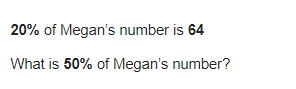 20% of Megan's number is 64
What is 50% of Megan's number?